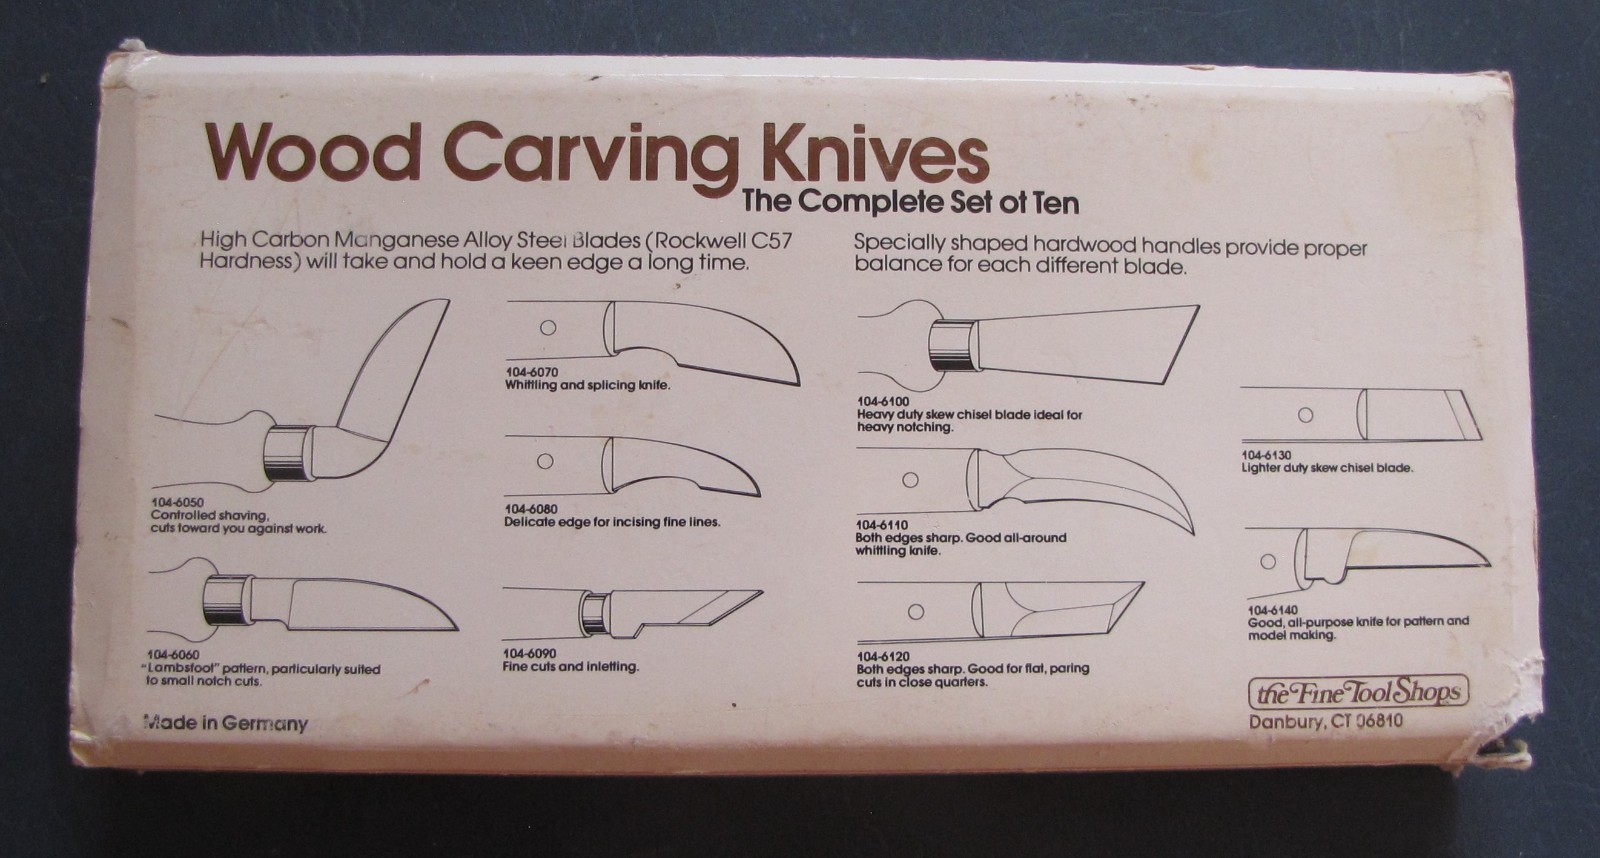 Wood Carving Knives
The Complete Set of Ten
High Carbon Manganese Alloy Steel Blades (Rockwell C57
Hardness) will take and hold a keen edge a long time.
Specially shaped hardwood handles provide proper
balance for each different blade.
104-6050
Controlled shaving,
cuts toward you against work.
104-6060
"Lambsfoot" pattern, particularly suited
to small notch cuts.
104-6070
Whittling and splicing knife.
104-6080
Delicate edge for incising fine lines.
104-6090
Fine cuts and inletting.
104-6100
Heavy duty skew chisel blade ideal for
heavy notching.
104-6110
Both edges sharp. Good all-around
whittling knife.
104-6120
Both edges sharp. Good for flat, paring
cuts in close quarters.
104-6130
Lighter duty skew chisel blade.
104-6140
Good, all-purpose knife for pattern and
model making.
Made in Germany
the Fine Tool Shops
Danbury, CT 06810